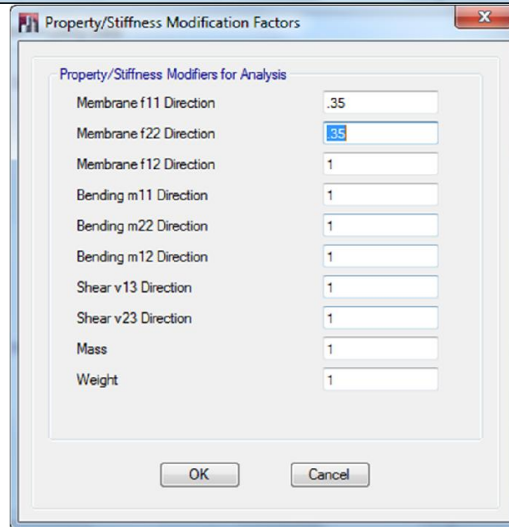 Property/Stiffness Modification Factors
Property/Stiffness Modifiers for Analysis
Membrane f11 Direction .35
Membrane f22 Direction .35
Membrane f12 Direction 1
Bending m11 Direction 1
Bending m22 Direction 1
Bending m12 Direction 1
Shear v13 Direction 1
Shear v23 Direction 1
Mass 1
Weight 1
OK Cancel